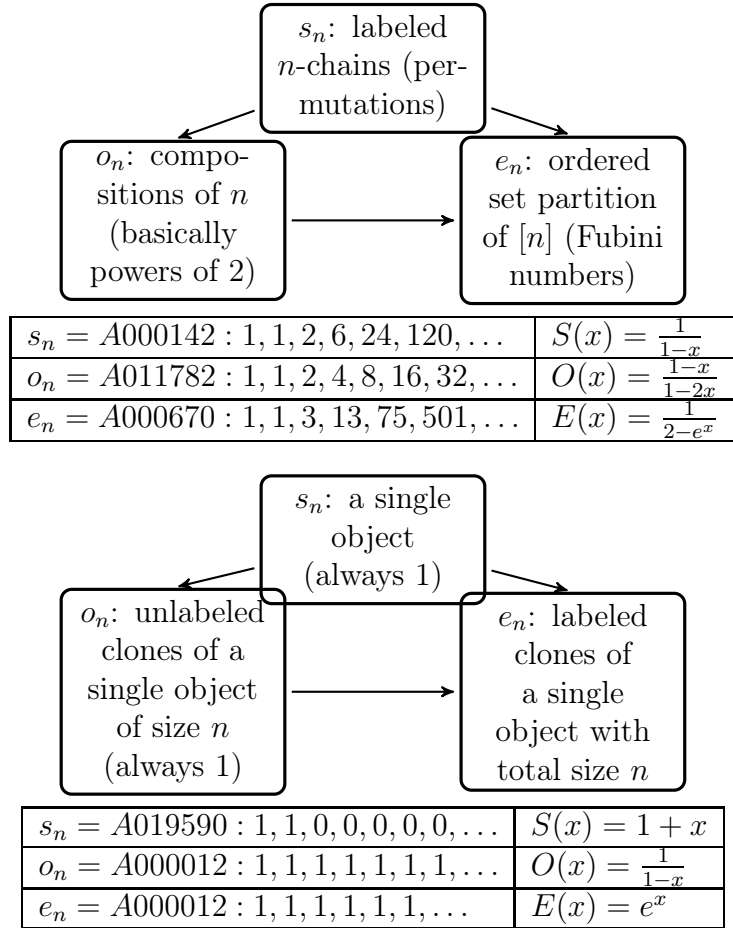 s_n: labeled
n-chains (per-
mutations)
o_n: compo-
sitions of n
(basically
powers of 2)
e_n: ordered
set partition
of [n] (Fubini
numbers)
s_n = A000142 : 1, 1, 2, 6, 24, 120, … S(x) = \frac{1}{1−x}
o_n = A011782 : 1, 1, 2, 4, 8, 16, 32, … O(x) = \frac{1−x}{1−2x}
e_n = A000670 : 1, 1, 3, 13, 75, 501, … E(x) = \frac{1}{2−e^x}
s_n: a single
object
(always 1)
o_n: unlabeled
clones of a
single object
of size n
(always 1)
e_n: labeled
clones of
a single
object with
total size n
s_n = A019590 : 1, 1, 0, 0, 0, 0, 0, … S(x) = 1 + x
o_n = A000012 : 1, 1, 1, 1, 1, 1, 1, … O(x) = \frac{1}{1−x}
e_n = A000012 : 1, 1, 1, 1, 1, 1, … E(x) = e^x